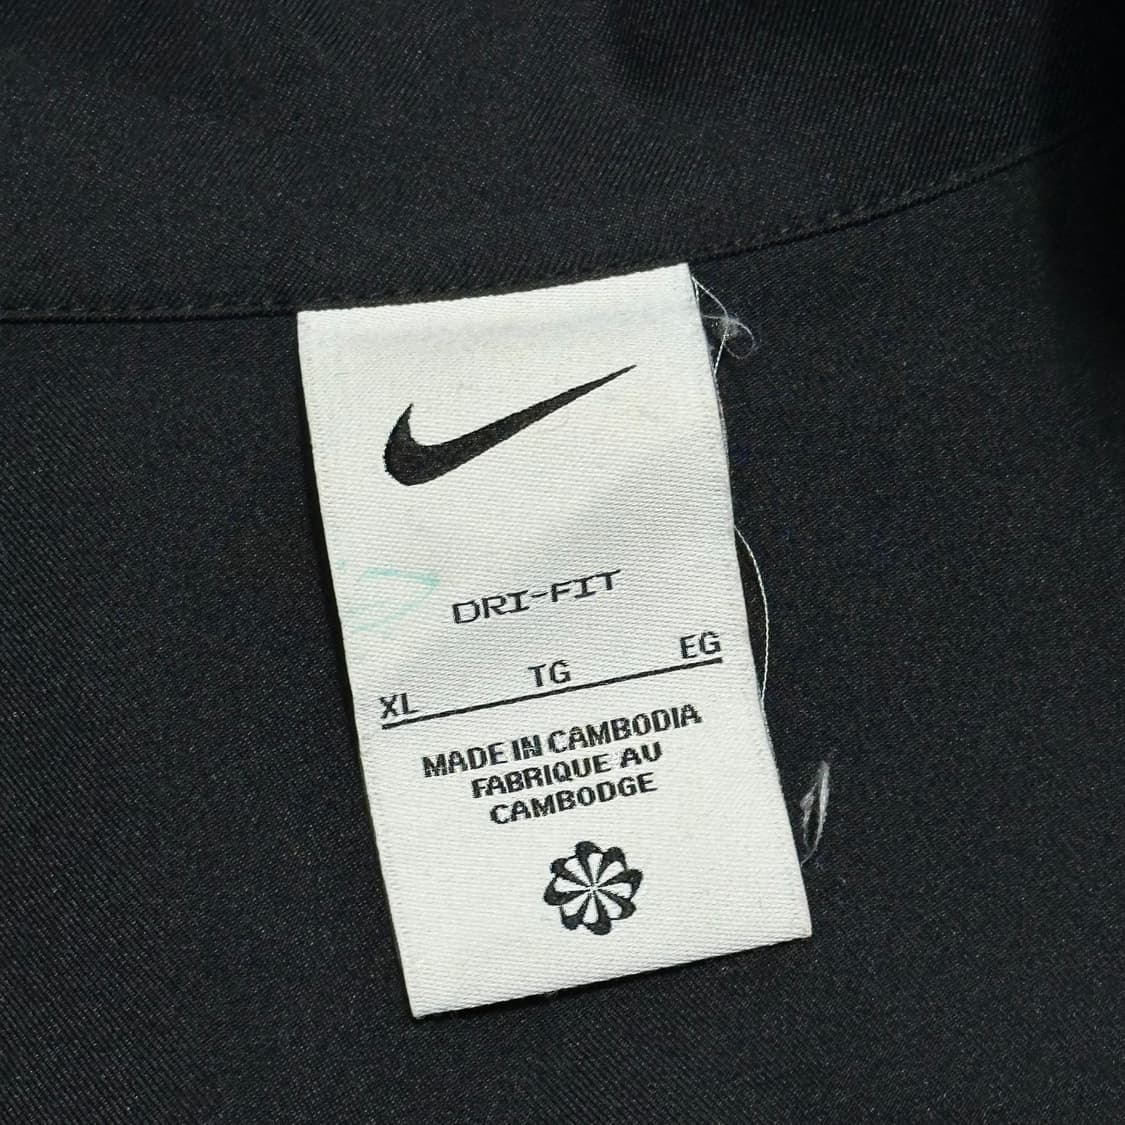 DRI-FIT
XL TG EG
MADE IN CAMBODIA
FABRIQUE AU
CAMBODGE